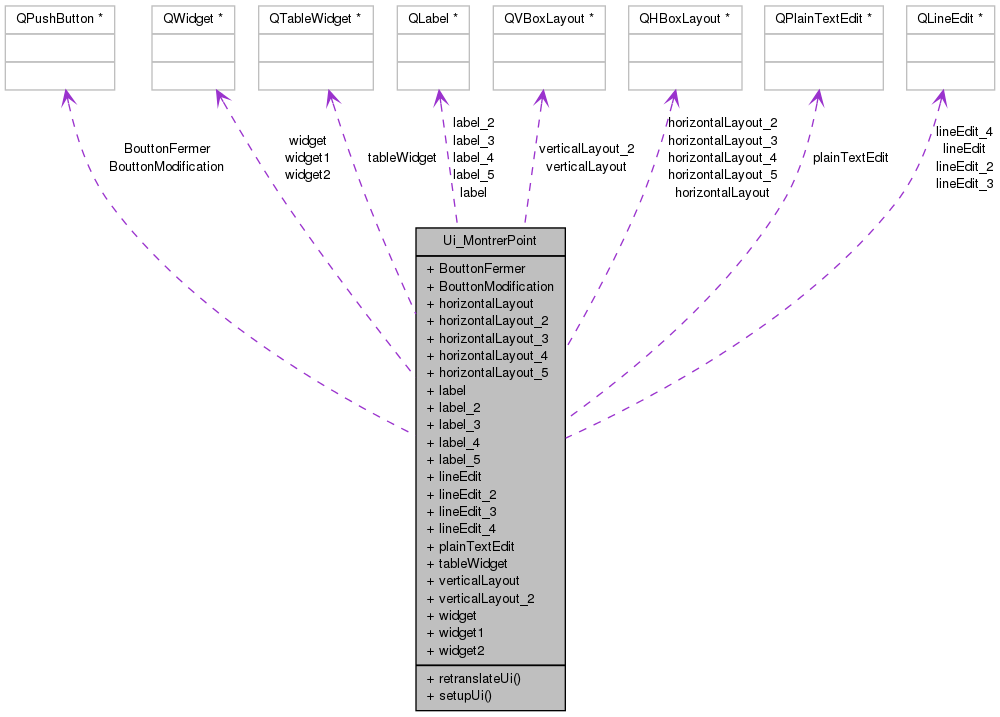 QPushButton *
QWidget *
QTableWidget *
QLabel *
QVBoxLayout *
QHBoxLayout *
QPlainTextEdit *
QLineEdit *
BouttonFermer
BouttonModification
widget
widget1
widget2
tableWidget
label_2
label_3
label_4
label_5
label
verticalLayout_2
verticalLayout
horizontalLayout_2
horizontalLayout_3
horizontalLayout_4
horizontalLayout_5
horizontalLayout
plainTextEdit
lineEdit_4
lineEdit
lineEdit_2
lineEdit_3
Ui_MontrerPoint
+ BouttonFermer
+ BouttonModification
+ horizontalLayout
+ horizontalLayout_2
+ horizontalLayout_3
+ horizontalLayout_4
+ horizontalLayout_5
+ label
+ label_2
+ label_3
+ label_4
+ label_5
+ lineEdit
+ lineEdit_2
+ lineEdit_3
+ lineEdit_4
+ plainTextEdit
+ tableWidget
+ verticalLayout
+ verticalLayout_2
+ widget
+ widget1
+ widget2
+ retranslateUi()
+ setupUi()